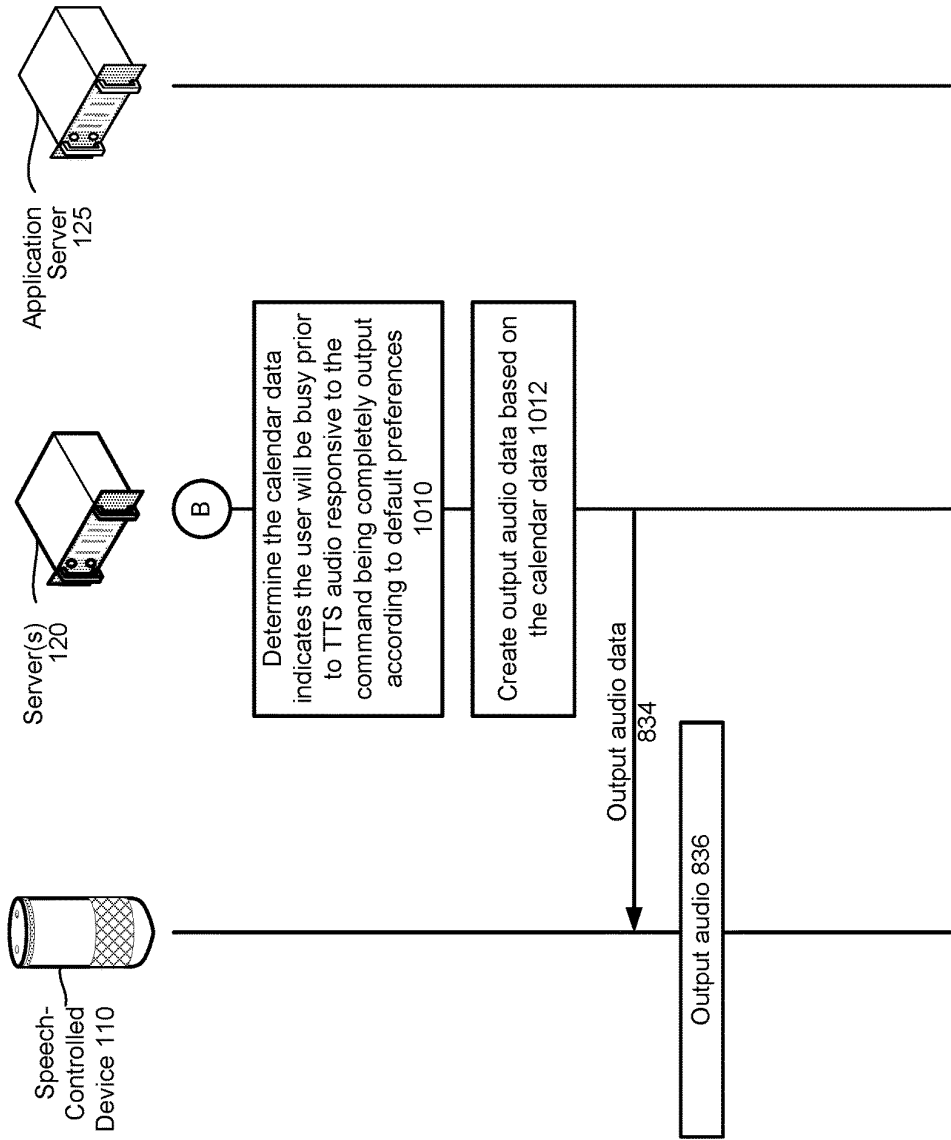 Speech-
Controlled
Device 110
Server(s)
120
Application
Server
125
B
Determine the calendar data
indicates the user will be busy prior
to TTS audio responsive to the
command being completely output
according to default preferences
1010
Create output audio data based on
the calendar data 1012
Output audio data
834
Output audio 836